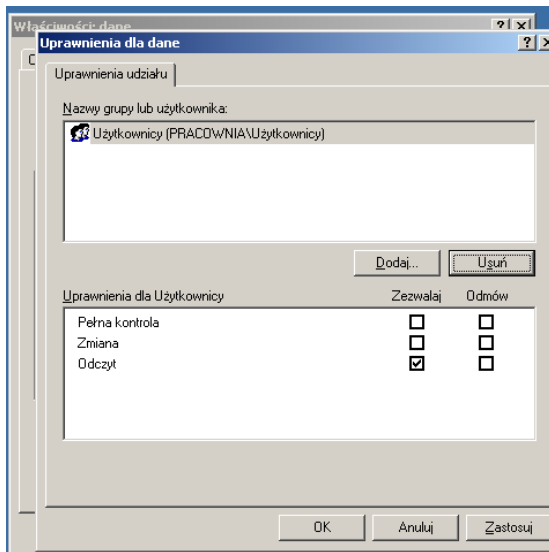 Właściwości: dane
Uprawnienia dla dane
Uprawnienia udziału
Nazwy grupy lub użytkownika:
Użytkownicy (PRACOWNIA\Użytkownicy)
Dodaj... Usuń
Uprawnienia dla Użytkownicy Zezwalaj Odmów
Pełna kontrola
Zmiana
Odczyt
OK Anuluj Zastosuj